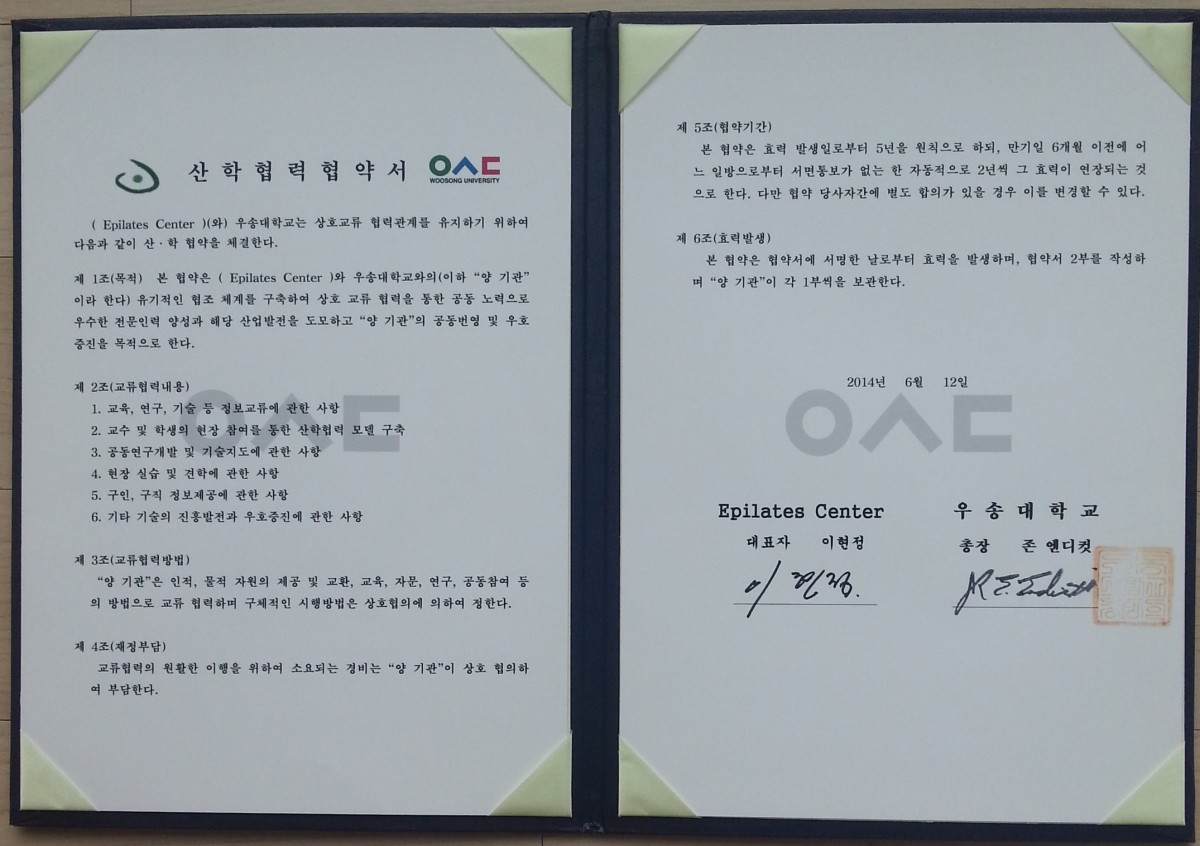 산학협력협약서
WOOSONG UNIVERSITY
( Epilates Center )(와) 우송대학교는 상호교류 협력관계를 유지하기 위하여
다음과 같이 산·학 협약을 체결한다.
제 1조(목적) 본 협약은 ( Epilates Center )와 우송대학교와의(이하 “양 기관”
이라 한다) 유기적인 협조 체계를 구축하여 상호 교류 협력을 통한 공동 노력으로
우수한 전문인력 양성과 해당 산업발전을 도모하고 “양 기관”의 공동번영 및 우호
증진을 목적으로 한다.
제 2조(교류협력내용)
1. 교육, 연구, 기술 등 정보교류에 관한 사항
2. 교수 및 학생의 현장 참여를 통한 산학협력 모델 구축
3. 공동연구개발 및 기술지도에 관한 사항
4. 현장 실습 및 견학에 관한 사항
5. 구인, 구직 정보제공에 관한 사항
6. 기타 기술의 진흥발전과 우호증진에 관한 사항
제 3조(교류협력방법)
“양 기관”은 인적, 물적 자원의 제공 및 교환, 교육, 자문, 연구, 공동참여 등
의 방법으로 교류 협력하며 구체적인 시행방법은 상호협의에 의하여 정한다.
제 4조(재정부담)
교류협력의 원활한 이행을 위하여 소요되는 경비는 “양 기관”이 상호 협의하
여 부담한다.
제 5조(협약기간)
본 협약은 효력 발생일로부터 5년을 원칙으로 하되, 만기일 6개월 이전에 어
느 일방으로부터 서면통보가 없는 한 자동적으로 2년씩 그 효력이 연장되는 것
으로 한다. 다만 협약 당사자간에 별도 합의가 있을 경우 이를 변경할 수 있다.
제 6조(효력발생)
본 협약은 협약서에 서명한 날로부터 효력을 발생하며, 협약서 2부를 작성하
며 “양 기관”이 각 1부씩을 보관한다.
2014년 6월 12일
Epilates Center
대표자 이현정
이현정.
우송대학교
총장 존 엔디컷